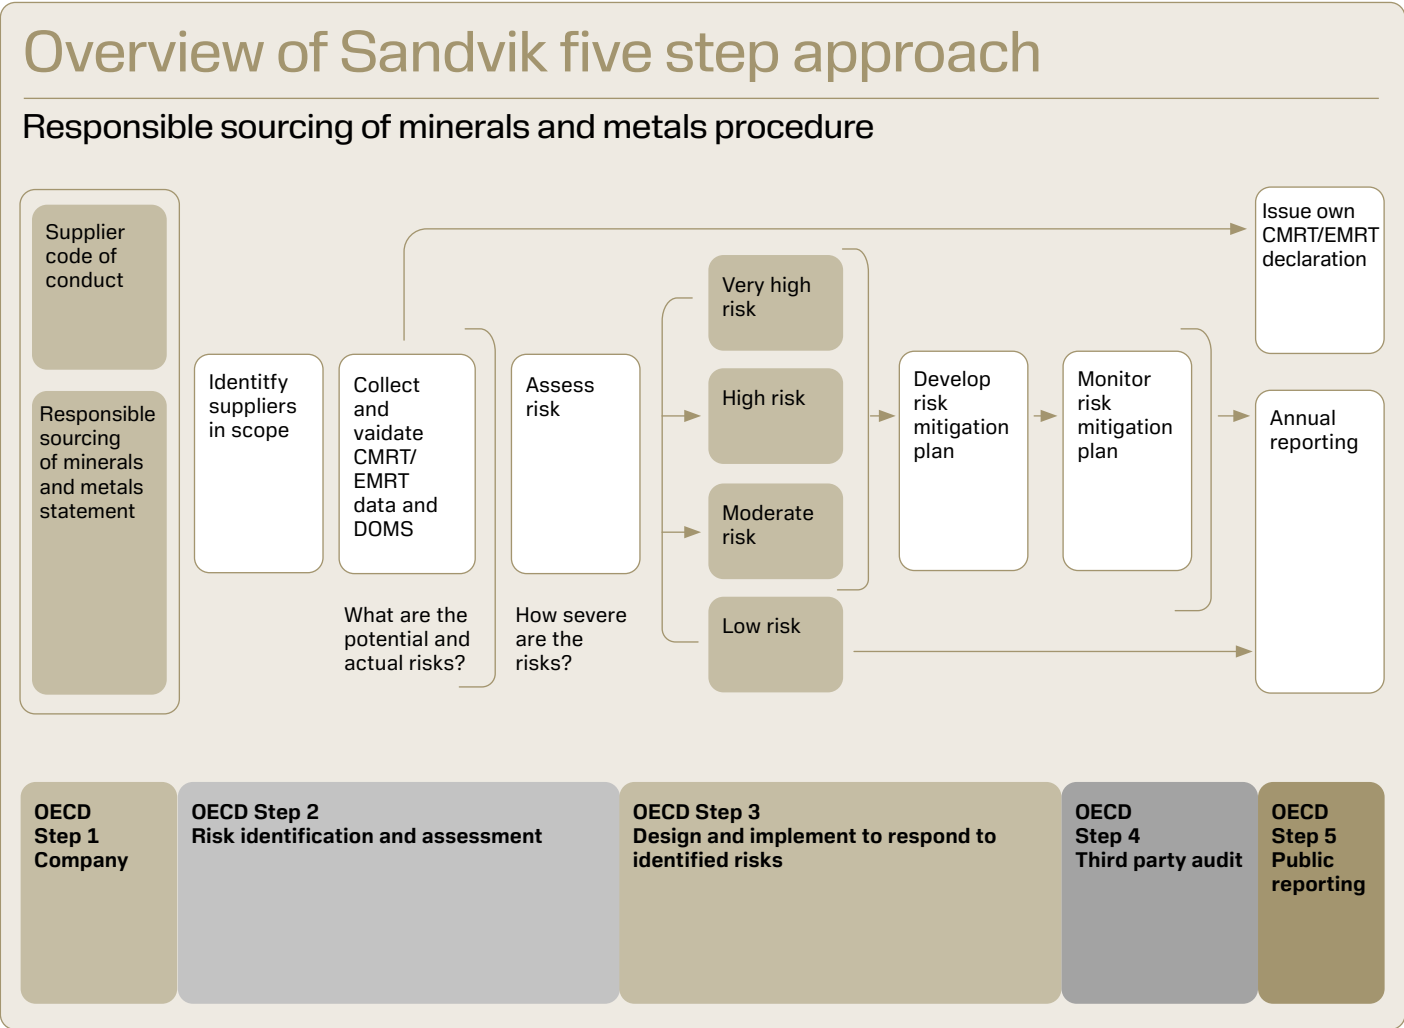 Overview of Sandvik five step approach
Responsible sourcing of minerals and metals procedure
Supplier
code of
conduct
Responsible
sourcing
of minerals
and metals
statement
Identitfy
suppliers
in scope
Collect
and
vaidate
CMRT/
EMRT
data and
DOMS
What are the
potential and
actual risks?
Assess
risk
How severe
are the
risks?
Very high
risk
High risk
Moderate
risk
Low risk
Develop
risk
mitigation
plan
Monitor
risk
mitigation
plan
Issue own
CMRT/EMRT
declaration
Annual
reporting
OECD
Step 1
Company
OECD Step 2
Risk identification and assessment
OECD Step 3
Design and implement to respond to
identified risks
OECD
Step 4
Third party audit
OECD
Step 5
Public
reporting